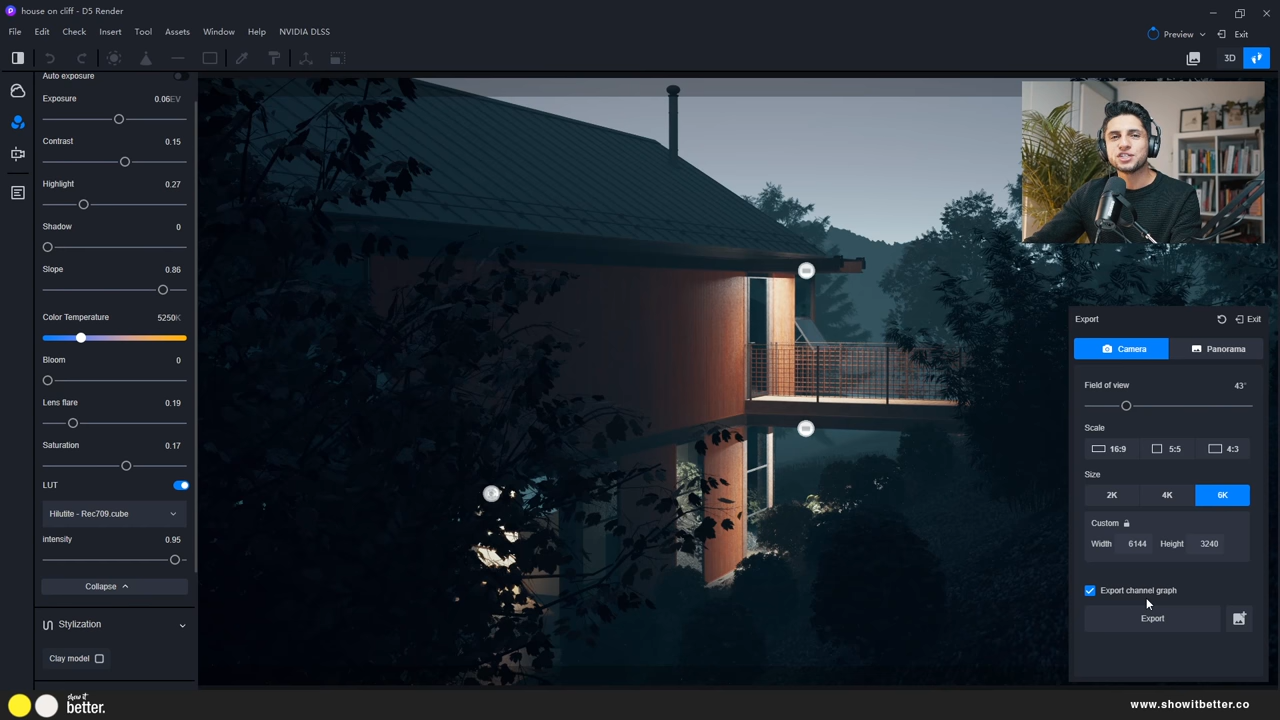 house on cliff - D5 Render
File Edit Check Insert Tool Assets Window Help NVIDIA DLSS
Preview Exit
3D
Auto exposure
Exposure 0.06EV
Contrast 0.15
Highlight 0.27
Shadow 0
Slope 0.86
Color Temperature 5250K
Bloom 0
Lens flare 0.19
Saturation 0.17
LUT
Hilutite - Rec709.cube
intensity 0.95
Collapse
Stylization
Clay model
Export Exit
Camera Panorama
Field of view 43°
Scale
16:9 5:5 4:3
Size
2K 4K 6K
Custom
Width 6144 Height 3240
Export channel graph
Export
show it
better.
www.showitbetter.co